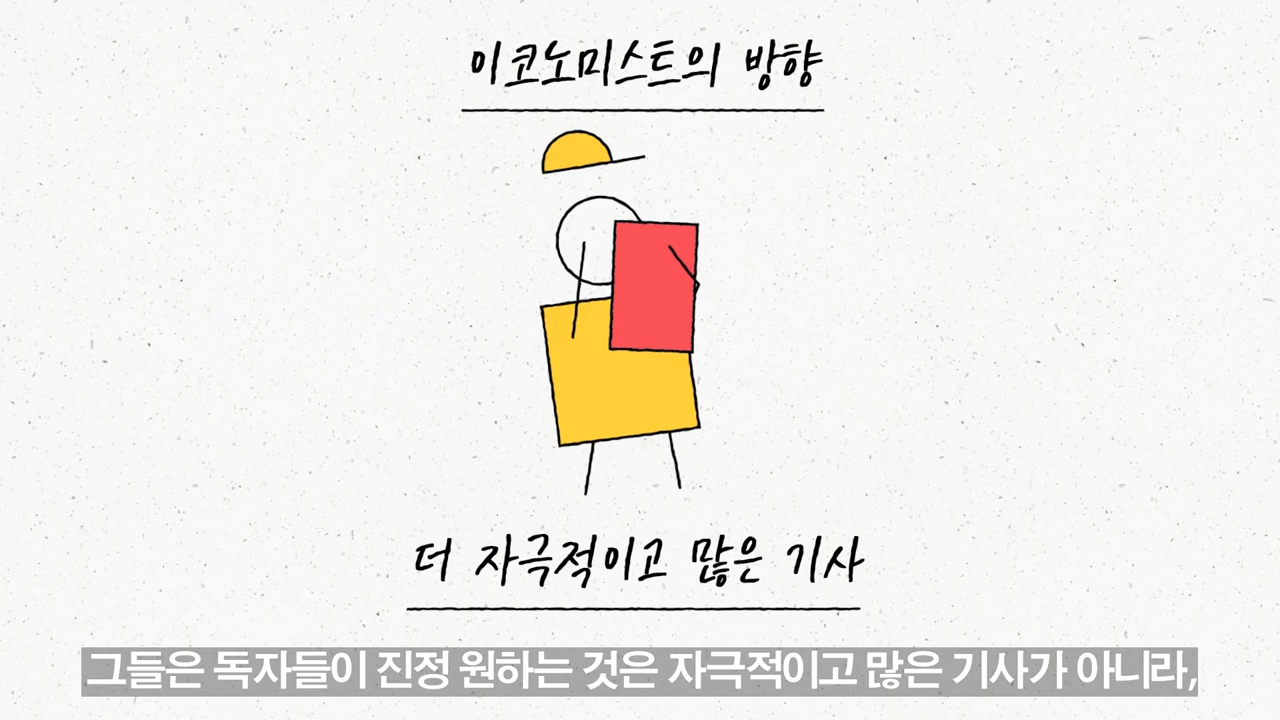 이코노미스트의 방향
더 자극적이고 많은 기사
그들은 독자들이 진정 원하는 것은 자극적이고 많은 기사가 아니라,